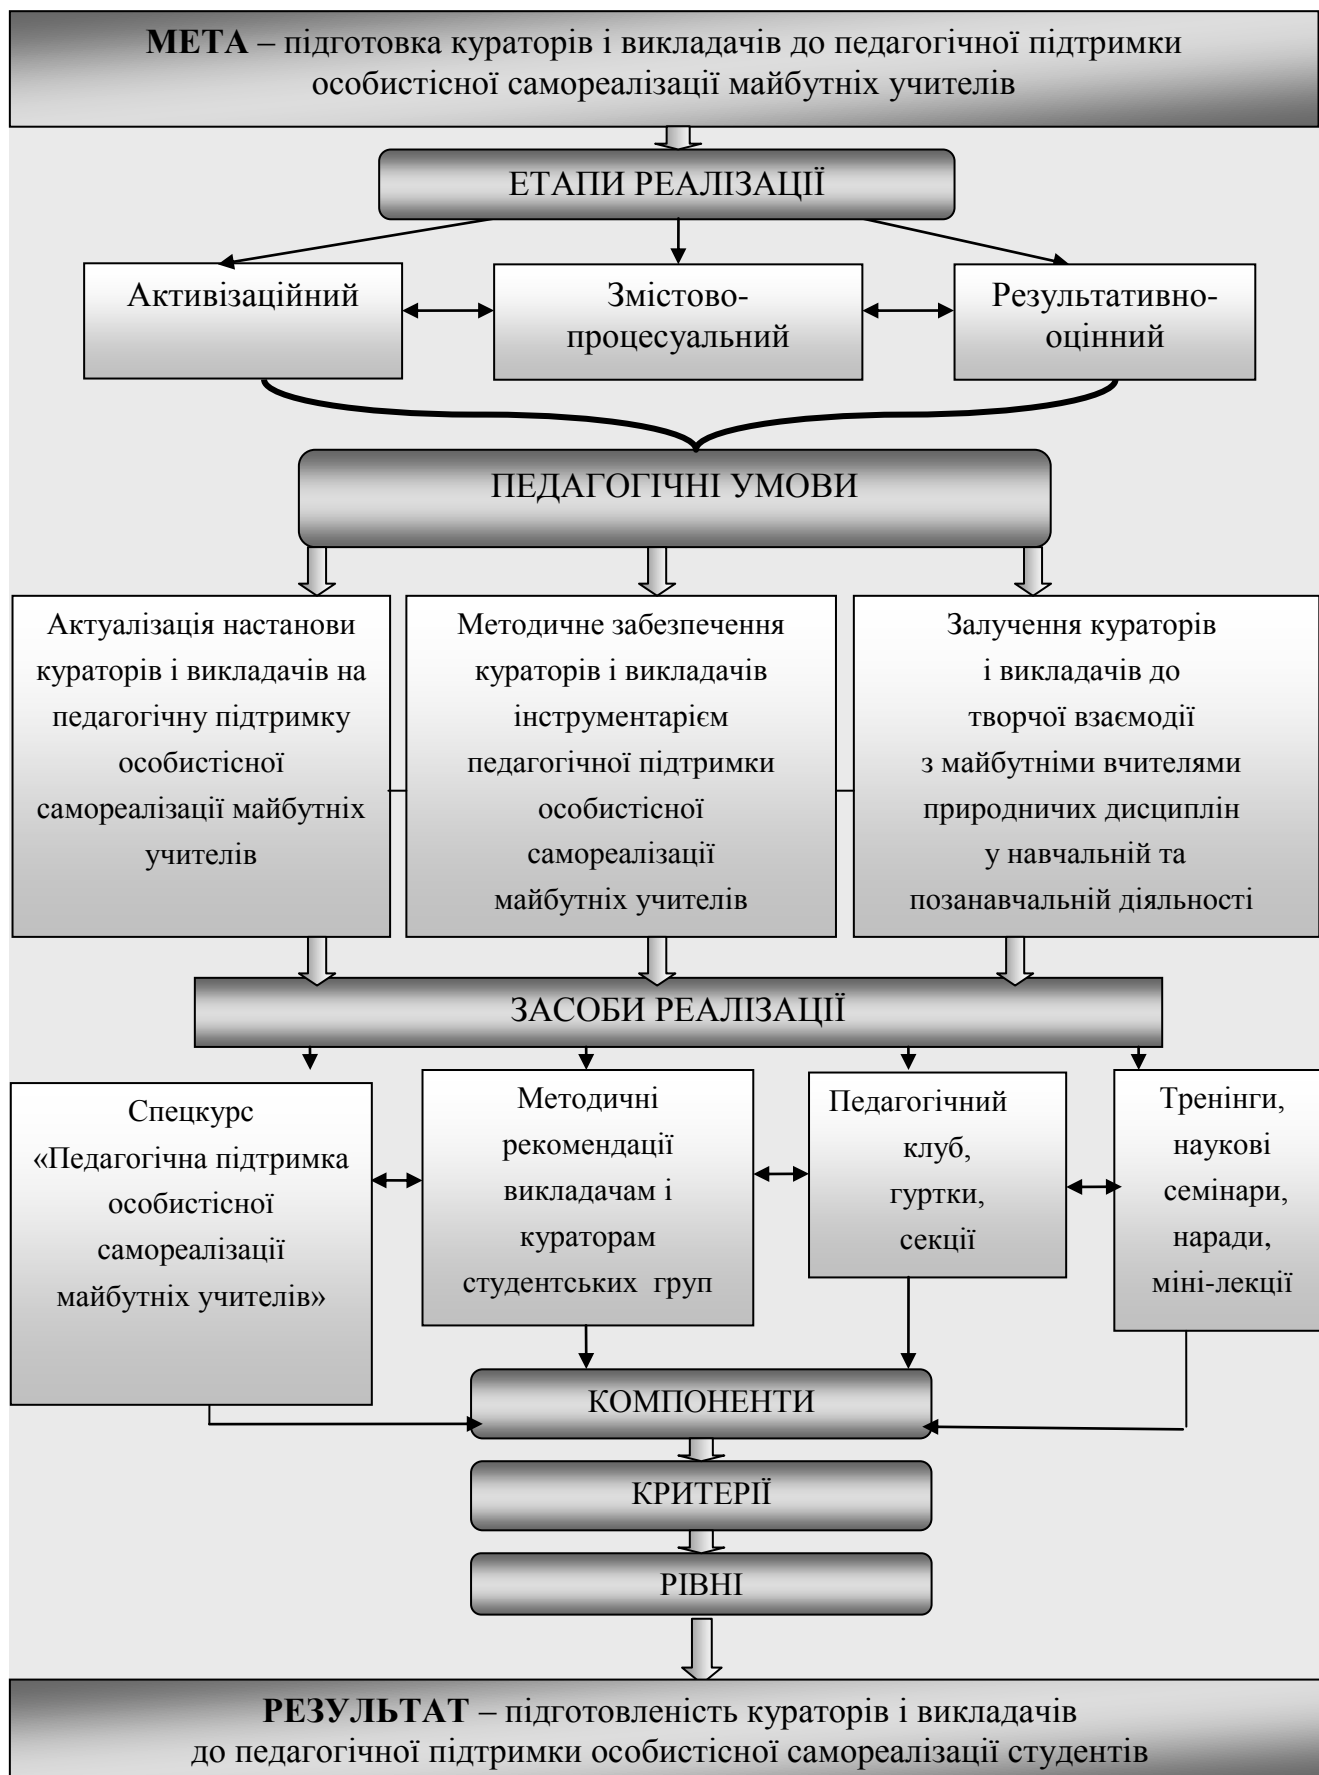 МЕТА – підготовка кураторів і викладачів до педагогічної підтримки
особистісної самореалізації майбутніх учителів
ЕТАПИ РЕАЛІЗАЦІЇ
Активізаційний
Змістово-
процесуальний
Результативно-
оцінний
ПЕДАГОГІЧНІ УМОВИ
Актуалізація настанови
кураторів і викладачів на
педагогічну підтримку
особистісної
самореалізації майбутніх
учителів
Методичне забезпечення
кураторів і викладачів
інструментарієм
педагогічної підтримки
особистісної
самореалізації
майбутніх учителів
Залучення кураторів
і викладачів до
творчої взаємодії
з майбутніми вчителями
природничих дисциплін
у навчальній та
позанавчальній діяльності
ЗАСОБИ РЕАЛІЗАЦІЇ
Спецкурс
«Педагогічна підтримка
особистісної
самореалізації
майбутніх учителів»
Методичні
рекомендації
викладачам і
кураторам
студентських груп
Педагогічний
клуб,
гуртки,
секції
Тренінги,
наукові
семінари,
наради,
міні-лекції
КОМПОНЕНТИ
КРИТЕРІЇ
РІВНІ
РЕЗУЛЬТАТ – підготовленість кураторів і викладачів
до педагогічної підтримки особистісної самореалізації студентів